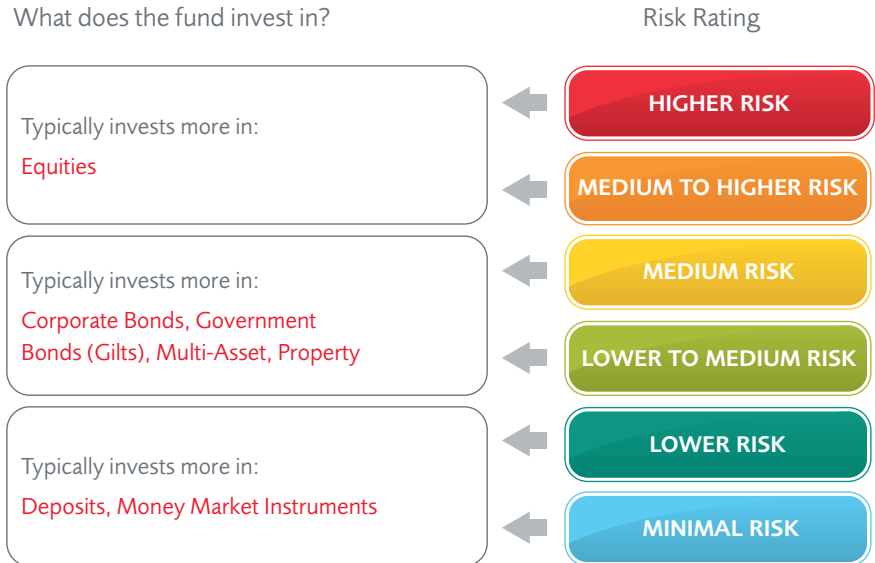 What does the fund invest in?
Risk Rating
Typically invests more in:
Equities
HIGHER RISK
MEDIUM TO HIGHER RISK
Typically invests more in:
Corporate Bonds, Government
Bonds (Gilts), Multi-Asset, Property
MEDIUM RISK
LOWER TO MEDIUM RISK
Typically invests more in:
Deposits, Money Market Instruments
LOWER RISK
MINIMAL RISK